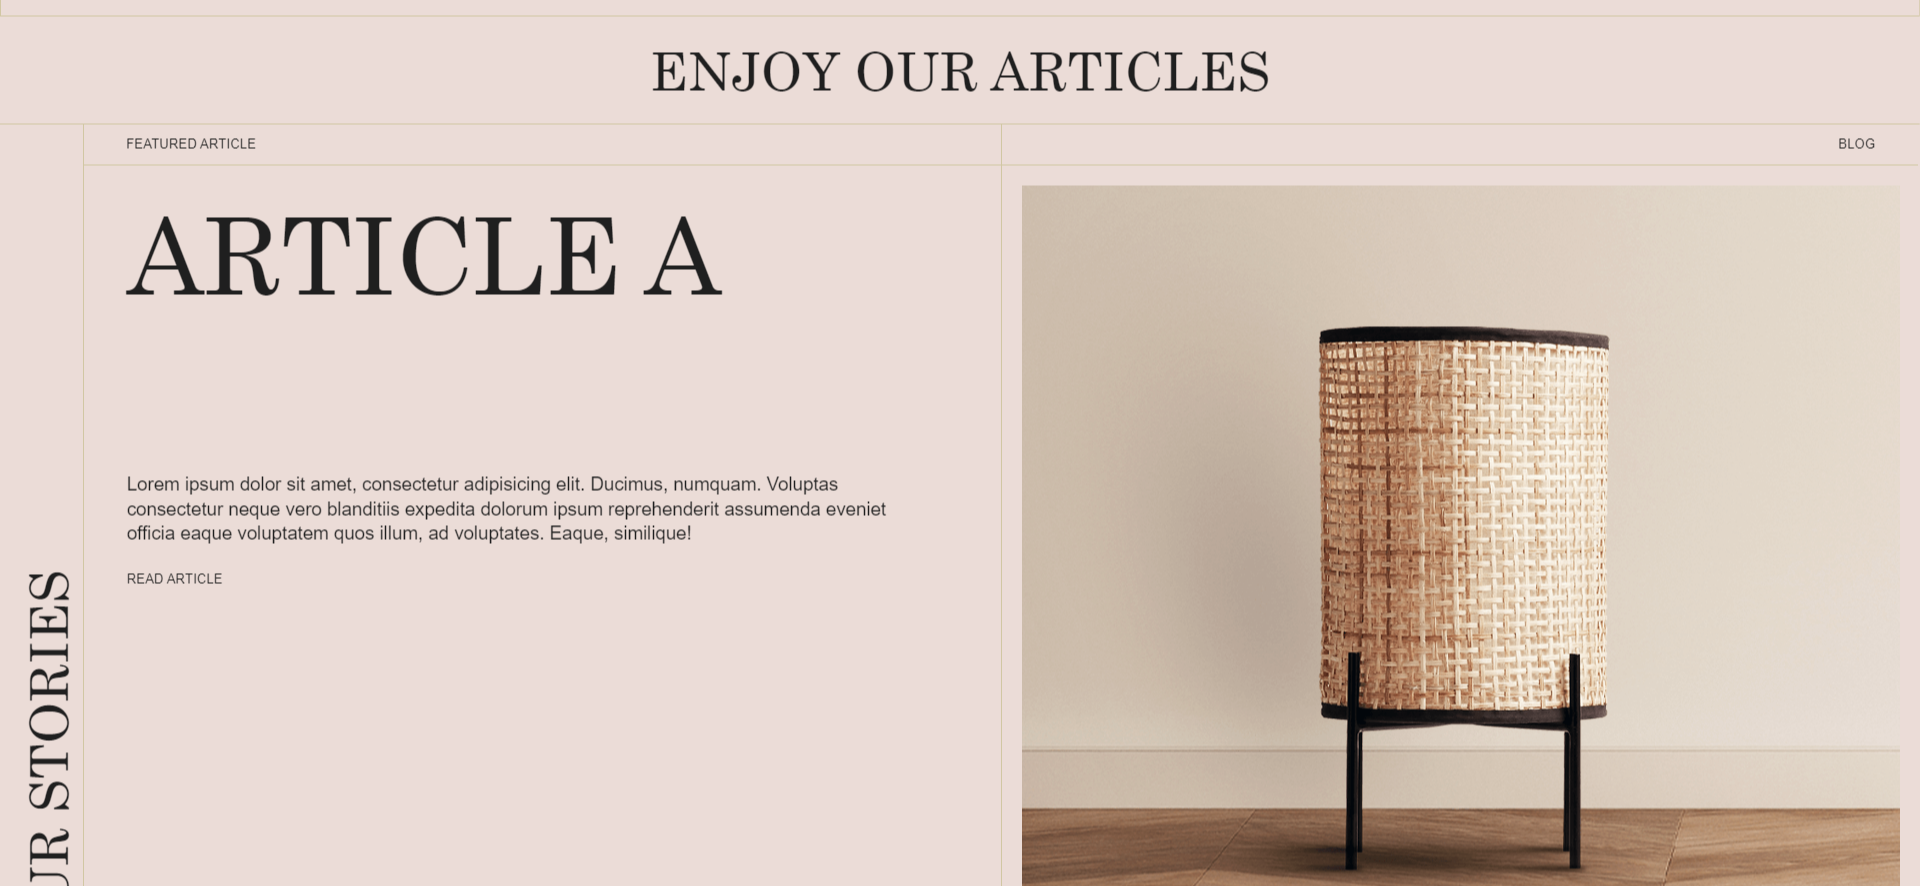 ENJOY OUR ARTICLES
FEATURED ARTICLE
BLOG
ARTICLE A
Lorem ipsum dolor sit amet, consectetur adipisicing elit. Ducimus, numquam. Voluptas
consectetur neque vero blanditiis expedita dolorum ipsum reprehenderit assumenda eveniet
officia eaque voluptatem quos illum, ad voluptates. Eaque, similique!
READ ARTICLE
STORIES